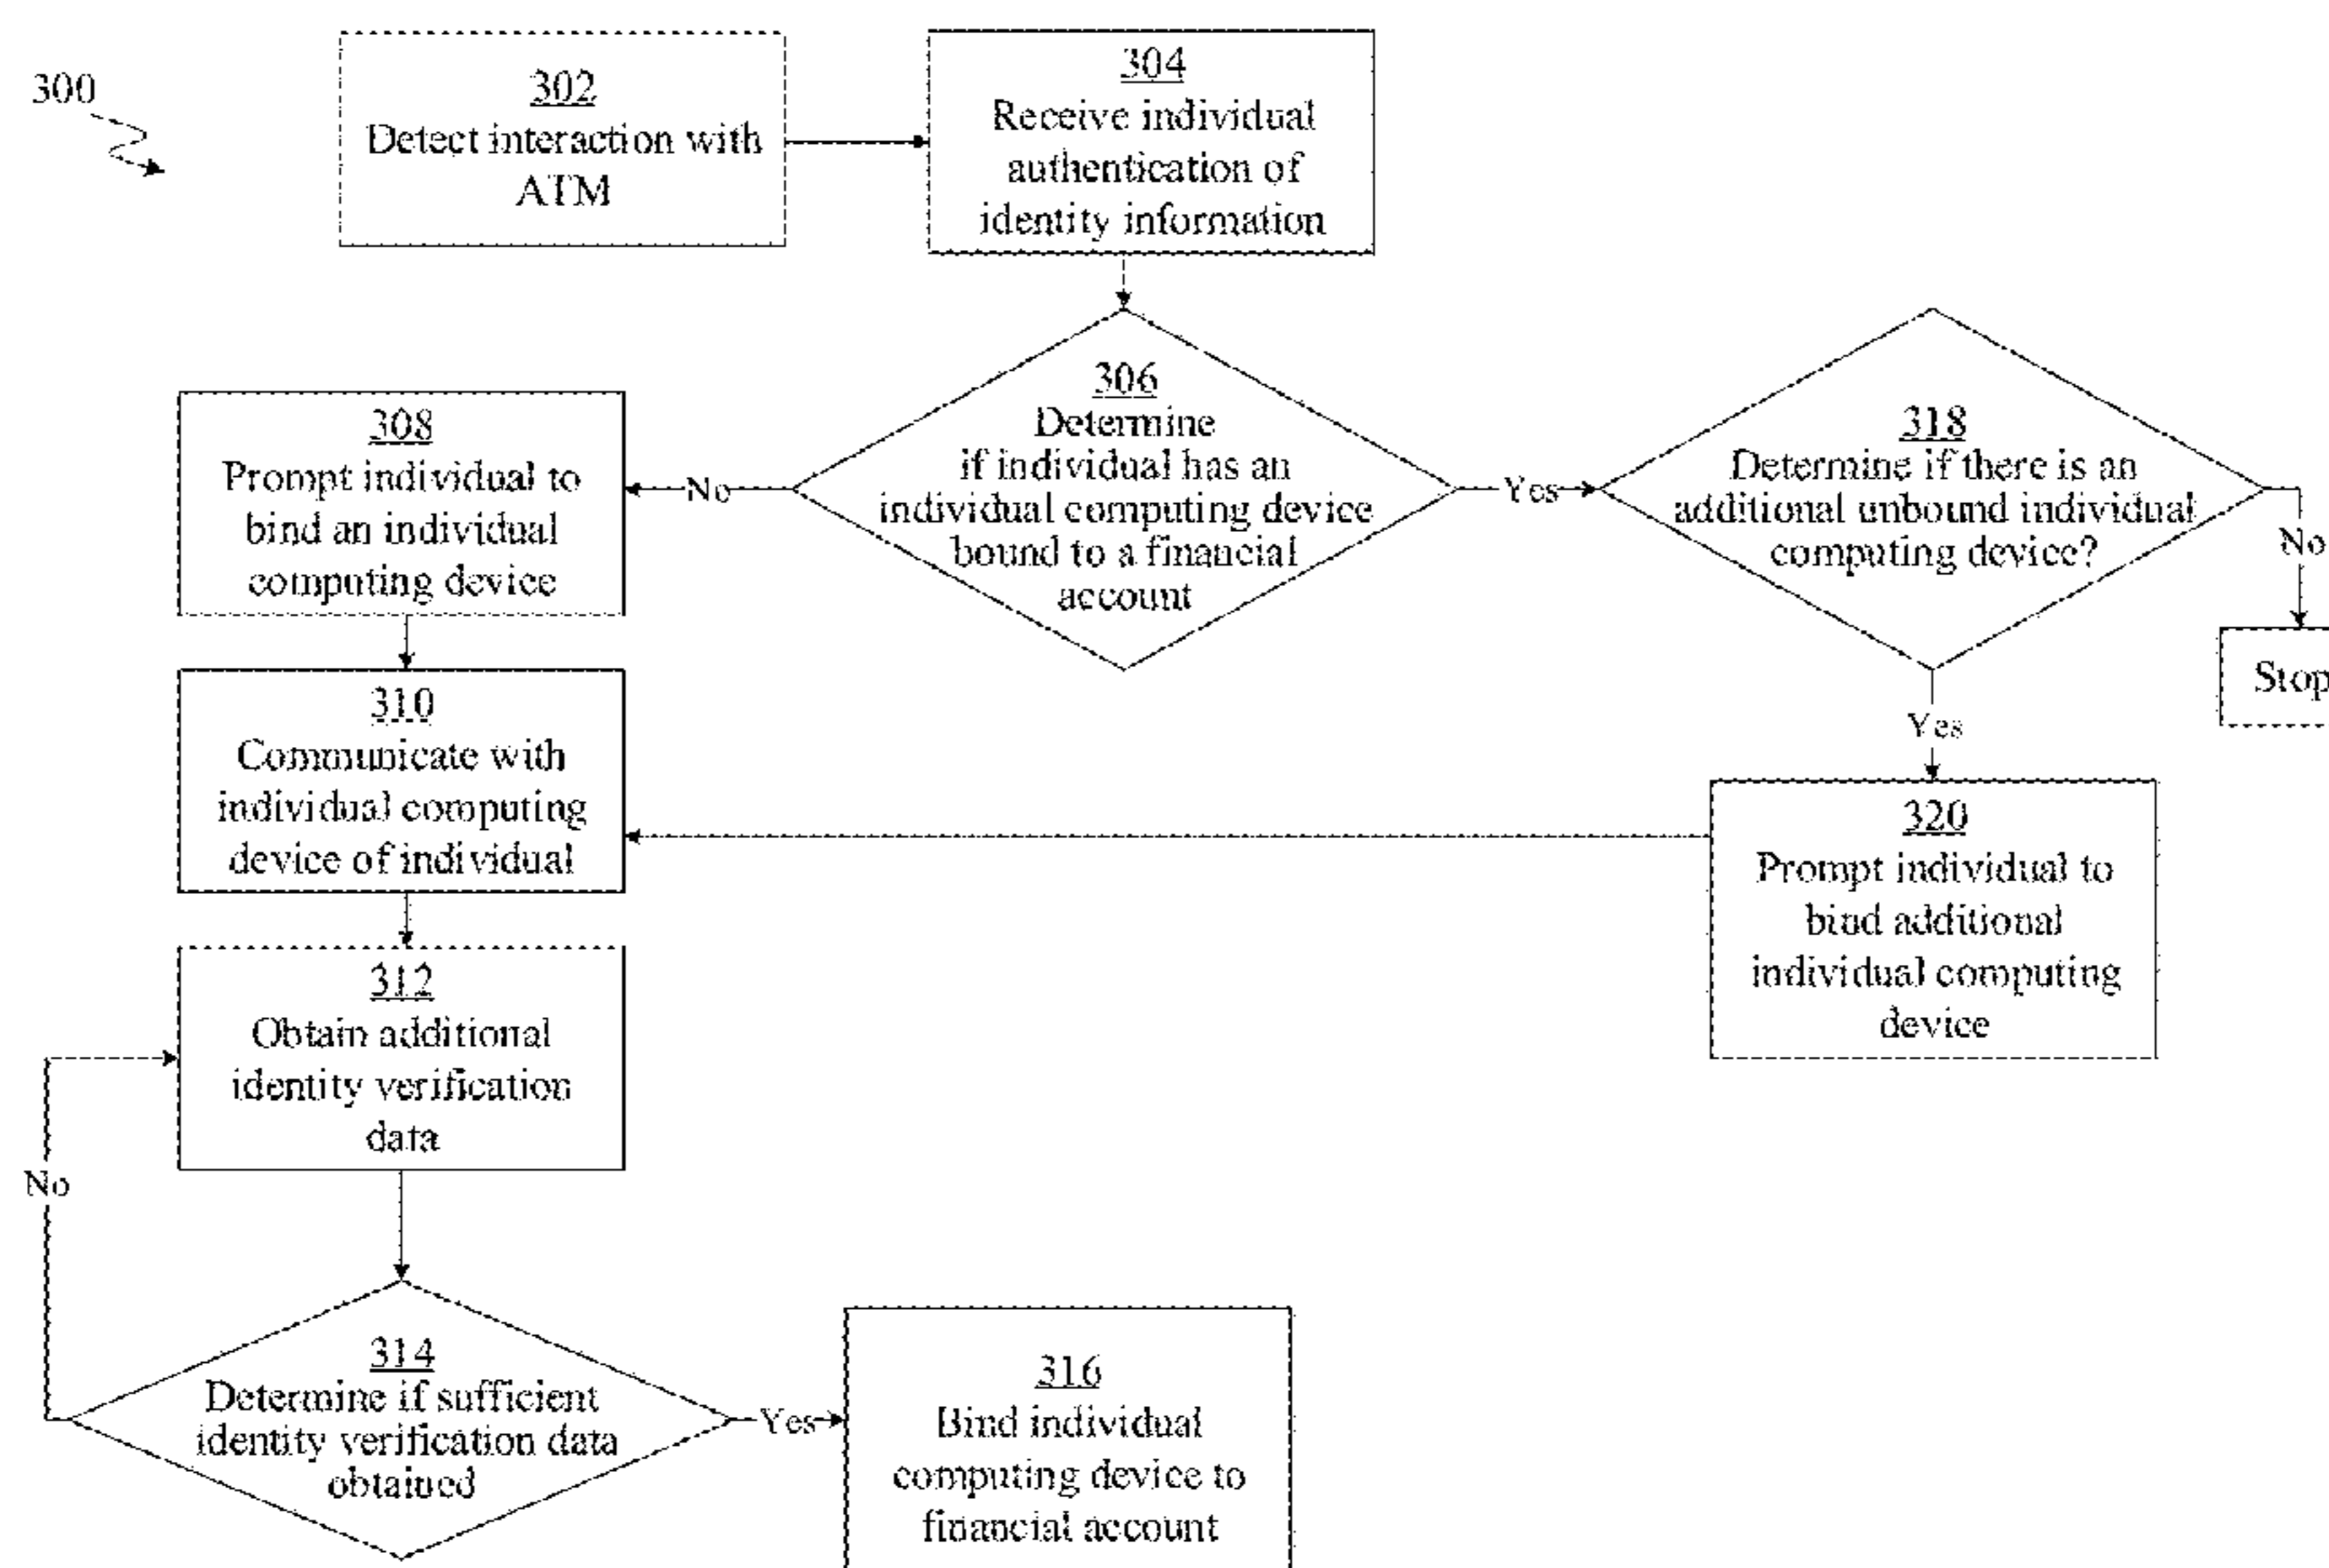 300
302
Detect interaction with
ATM
304
Receive individual
authentication of
identity information
306
Determine
if individual has an
individual computing device
bound to a financial
account
318
Determine if there is an
additional unbound individual
computing device?
308
Prompt individual to
bind an individual
computing device
No
Yes
No
Stop
310
Communicate with
individual computing
device of individual
Yes
320
Prompt individual to
bind additional
individual computing
device
312
Obtain additional
identity verification
data
No
314
Determine if sufficient
identity verification data
obtained
Yes
316
Bind individual
computing device to
financial account